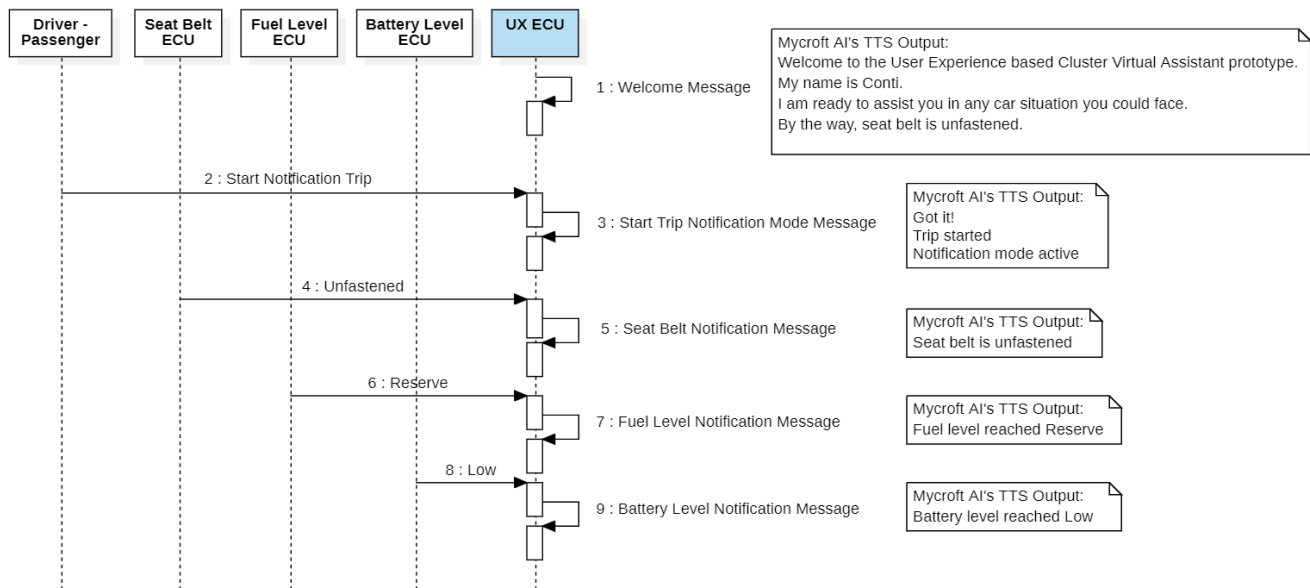 Driver -
Passenger
Seat Belt
ECU
Fuel Level
ECU
Battery Level
ECU
UX ECU
Mycroft AI's TTS Output:
Welcome to the User Experience based Cluster Virtual Assistant prototype.
My name is Conti.
I am ready to assist you in any car situation you could face.
By the way, seat belt is unfastened.
1 : Welcome Message
2 : Start Notification Trip
3 : Start Trip Notification Mode Message
Mycroft AI's TTS Output:
Got it!
Trip started
Notification mode active
4 : Unfastened
5 : Seat Belt Notification Message
Mycroft AI's TTS Output:
Seat belt is unfastened
6 : Reserve
7 : Fuel Level Notification Message
Mycroft AI's TTS Output:
Fuel level reached Reserve
8 : Low
9 : Battery Level Notification Message
Mycroft AI's TTS Output:
Battery level reached Low